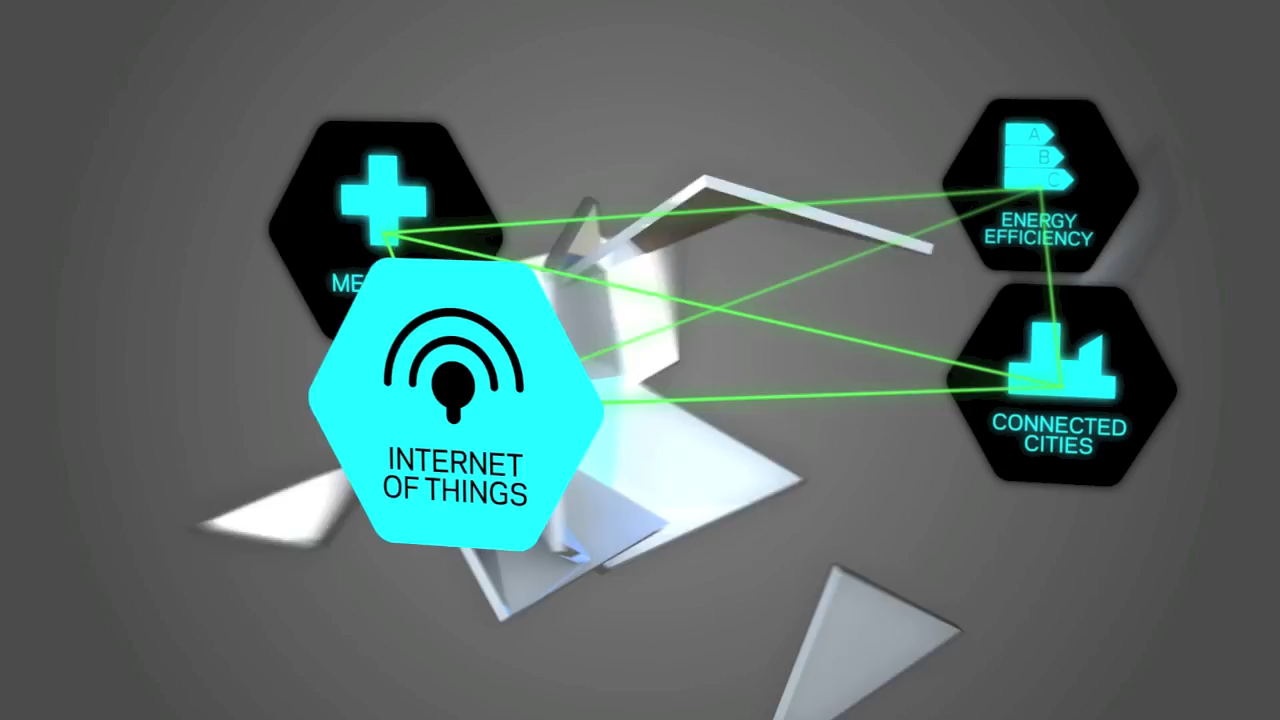 A
B
C
ENERGY
EFFICIENCY
INTERNET
OF THINGS
CONNECTED
CITIES